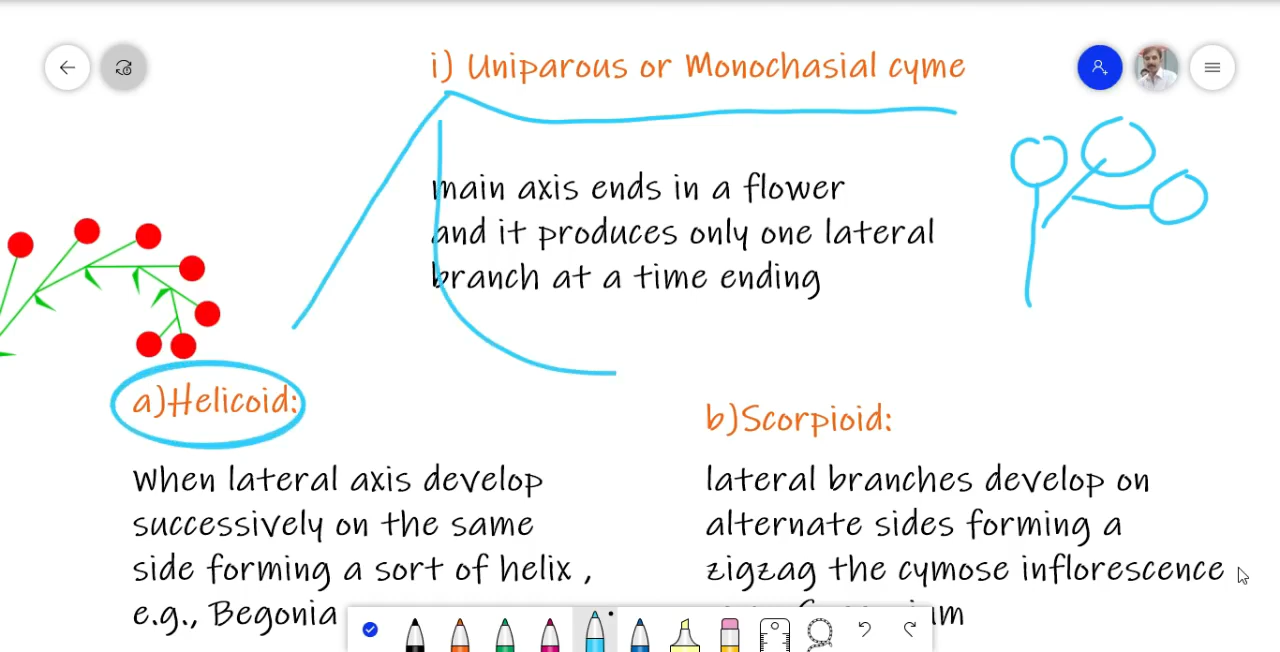 i) Uniparous or Monochasial cyme
main axis ends in a flower
and it produces only one lateral
branch at a time ending
a)Helicoid:
When lateral axis develop
successively on the same
side forming a sort of helix ,
e.g., Begonia
b)Scorpioid:
lateral branches develop on
alternate sides forming a
zigzag the cymose inflorescence